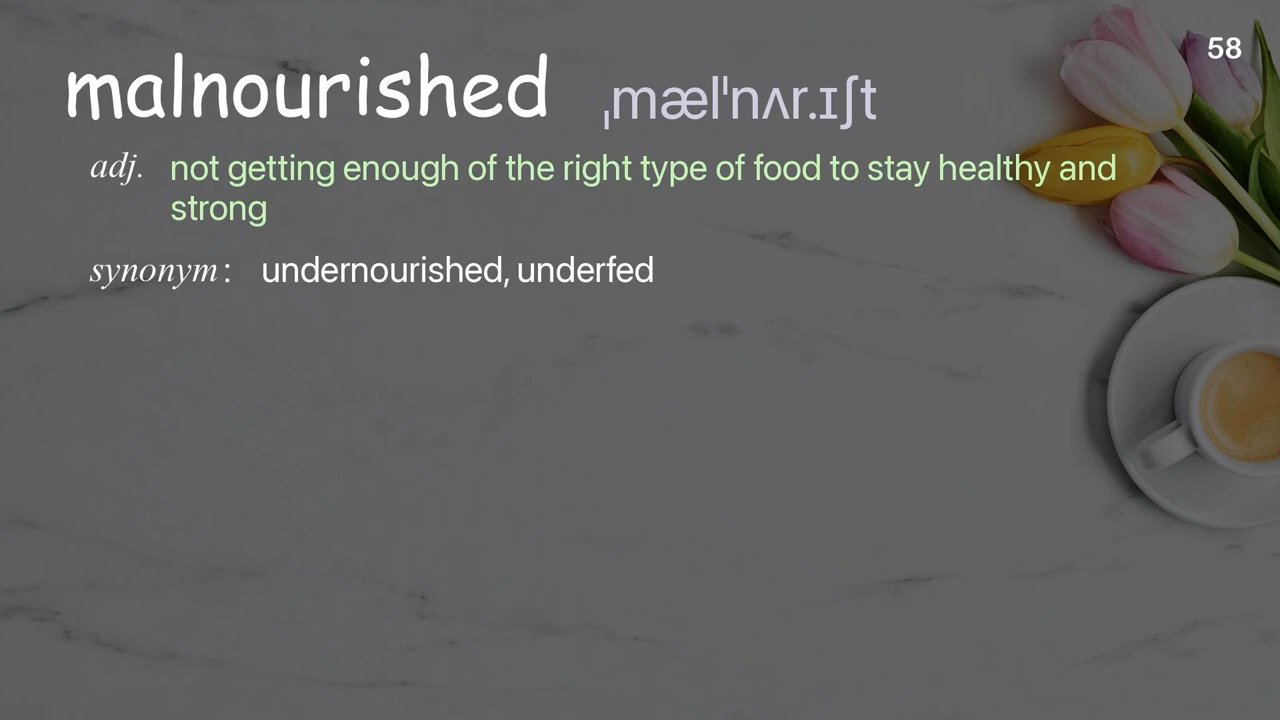 58
malnourished ˌmælˈnʌr.ɪʃt
adj. not getting enough of the right type of food to stay healthy and
strong
synonym: undernourished, underfed